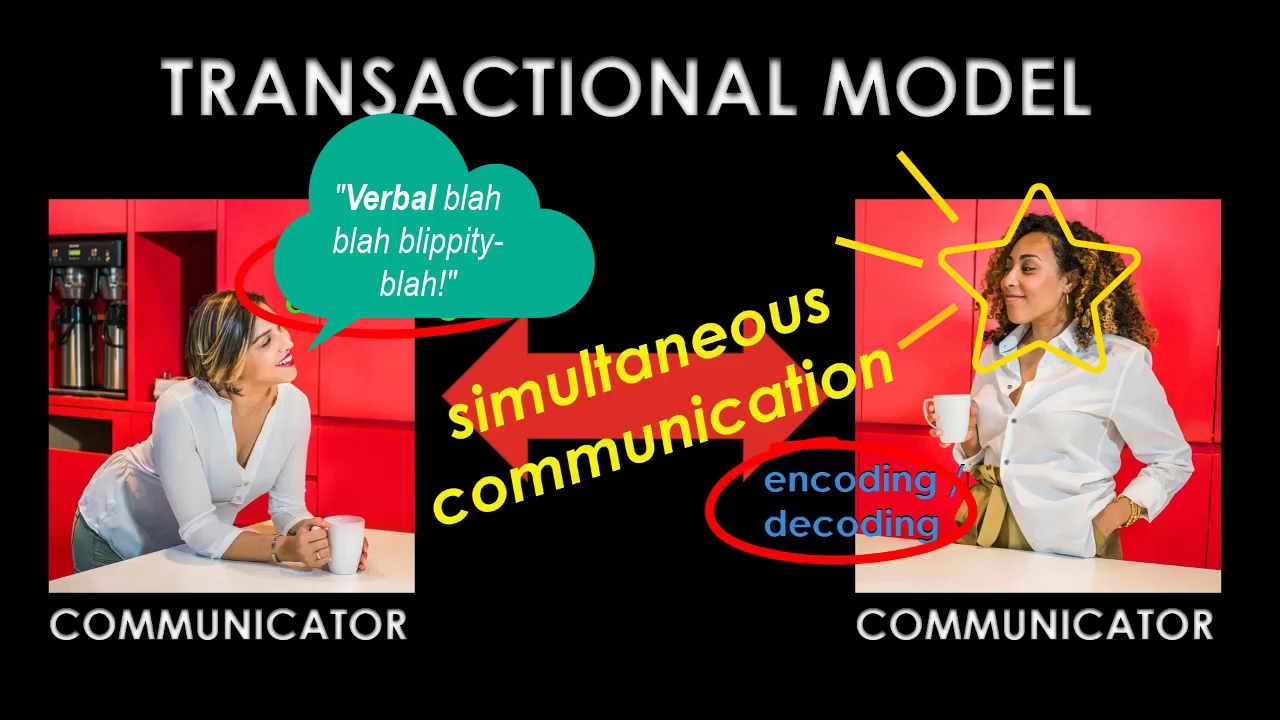 TRANSACTIONAL MODEL
"Verbal blah
blah blippity-
blah!"
simultaneous
communication
encoding /
decoding
COMMUNICATOR
COMMUNICATOR